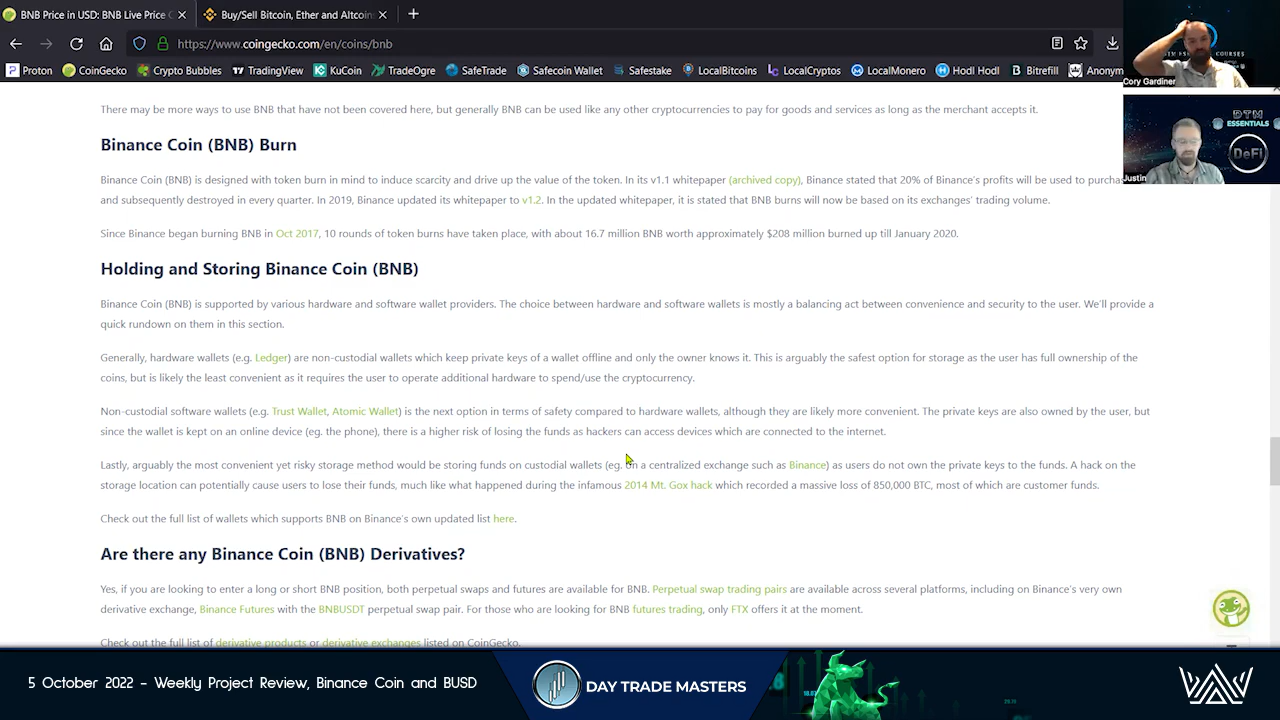 BNB Price in USD: BNB Live Price C
Buy/Sell Bitcoin, Ether and Altcoins
https://www.coingecko.com/en/coins/bnb
Proton CoinGecko Crypto Bubbles TradingView KuCoin TradeOgre SafeTrade Safecoin Wallet Safestake LocalBitcoins LocalCryptos LocalMonero Hodl Hodl Bitrefill Anonym
COURSES
Cory Gardiner
DTM
ESSENTIALS
DeFi
Justin
There may be more ways to use BNB that have not been covered here, but generally BNB can be used like any other cryptocurrencies to pay for goods and services as long as the merchant accepts it.
Binance Coin (BNB) Burn
Binance Coin (BNB) is designed with token burn in mind to induce scarcity and drive up the value of the token. In its v1.1 whitepaper (archived copy), Binance stated that 20% of Binance's profits will be used to purcha
and subsequently destroyed in every quarter. In 2019, Binance updated its whitepaper to v1.2. In the updated whitepaper, it is stated that BNB burns will now be based on its exchanges' trading volume.
Since Binance began burning BNB in Oct 2017, 10 rounds of token burns have taken place, with about 16.7 million BNB worth approximately $208 million burned up till January 2020.
Holding and Storing Binance Coin (BNB)
Binance Coin (BNB) is supported by various hardware and software wallet providers. The choice between hardware and software wallets is mostly a balancing act between convenience and security to the user. We'll provide a
quick rundown on them in this section.
Generally, hardware wallets (e.g. Ledger) are non-custodial wallets which keep private keys of a wallet offline and only the owner knows it. This is arguably the safest option for storage as the user has full ownership of the
coins, but is likely the least convenient as it requires the user to operate additional hardware to spend/use the cryptocurrency.
Non-custodial software wallets (e.g. Trust Wallet, Atomic Wallet) is the next option in terms of safety compared to hardware wallets, although they are likely more convenient. The private keys are also owned by the user, but
since the wallet is kept on an online device (eg. the phone), there is a higher risk of losing the funds as hackers can access devices which are connected to the internet.
Lastly, arguably the most convenient yet risky storage method would be storing funds on custodial wallets (eg. on a centralized exchange such as Binance) as users do not own the private keys to the funds. A hack on the
storage location can potentially cause users to lose their funds, much like what happened during the infamous 2014 Mt. Gox hack which recorded a massive loss of 850,000 BTC, most of which are customer funds.
Check out the full list of wallets which supports BNB on Binance's own updated list here.
Are there any Binance Coin (BNB) Derivatives?
Yes, if you are looking to enter a long or short BNB position, both perpetual swaps and futures are available for BNB. Perpetual swap trading pairs are available across several platforms, including on Binance's very own
derivative exchange, Binance Futures with the BNBUSDT perpetual swap pair. For those who are looking for BNB futures trading, only FTX offers it at the moment.
Check out the full list of derivative products or derivative exchanges listed on CoinGecko.
5 October 2022 - Weekly Project Review, Binance Coin and BUSD
DAY TRADE MASTERS